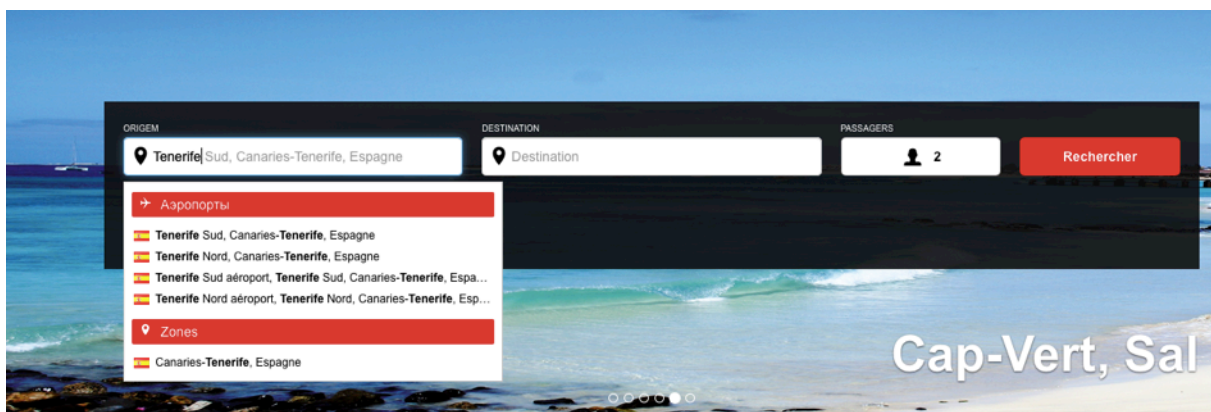 ORIGEM
DESTINATION
PASSAGERS
Tenerife Sud, Canaries-Tenerife, Espagne
Destination
2
Rechercher
Аэропорты
Tenerife Sud, Canaries-Tenerife, Espagne
Tenerife Nord, Canaries-Tenerife, Espagne
Tenerife Sud aéroport, Tenerife Sud, Canaries-Tenerife, Espa...
Tenerife Nord aéroport, Tenerife Nord, Canaries-Tenerife, Esp...
Zones
Canaries-Tenerife, Espagne
Cap-Vert, Sal